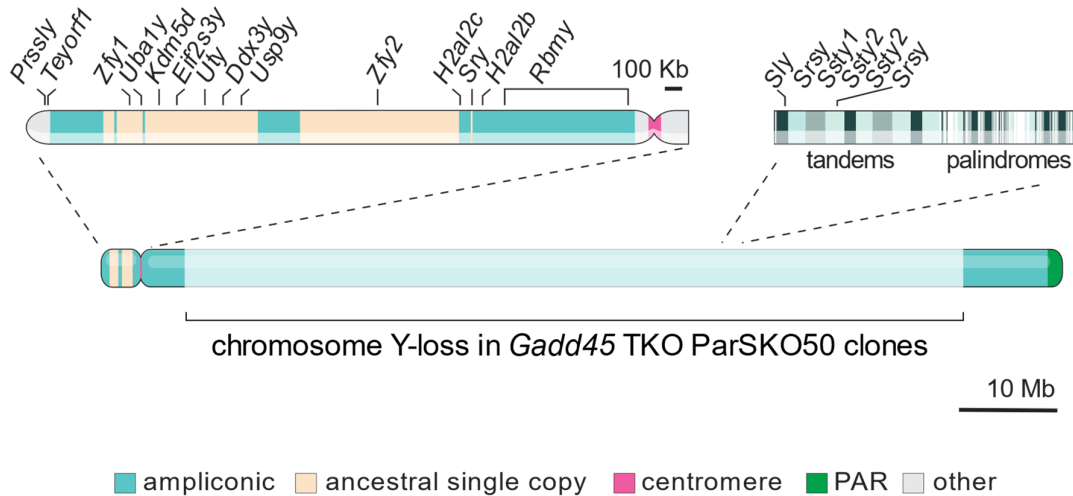 Prssly Teyorf1 Zfy1 Uba1y Kdm5d Eif2s3y Uty Ddx3y Usp9y Zfy2 H2al2c Sry H2al2b Rbmy
100 Kb
Sly Srsy Ssty1 Ssty2 Ssty2 Srsy
tandems palindromes
chromosome Y-loss in Gadd45 TKO ParSKO50 clones
10 Mb
ampliconic ancestral single copy centromere PAR other